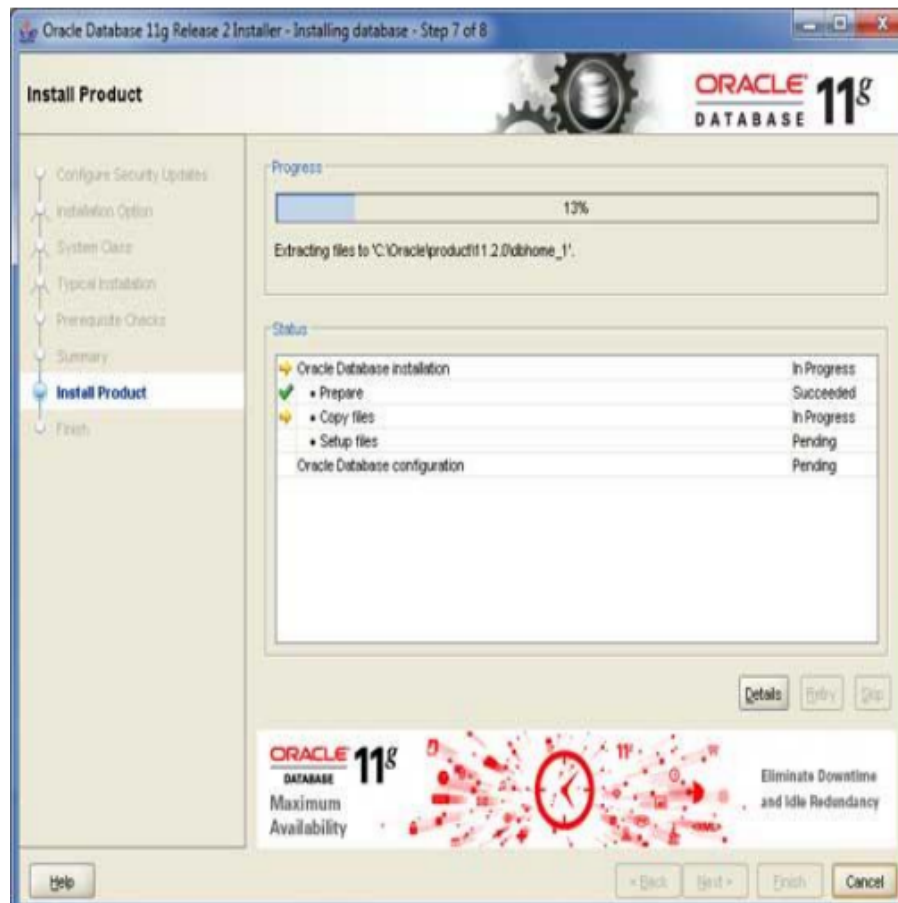 Oracle Database 11g Release 2 Installer - Installing database - Step 7 of 8
Install Product
ORACLE 11g
DATABASE
Configure Security Updates
Installation Option
System Class
Typical Installation
Prerequisite Checks
Summary
Install Product
Finish
Progress
13%
Extracting files to 'C:\Oracle\product\11.2.0\dbhome_1'.
Status
Oracle Database installation In Progress
• Prepare Succeeded
• Copy files In Progress
• Setup files Pending
Oracle Database configuration Pending
Details Retry Skip
ORACLE 11g
DATABASE
Maximum
Availability
Eliminate Downtime
and Idle Redundancy
Help < Back Next > Finish Cancel